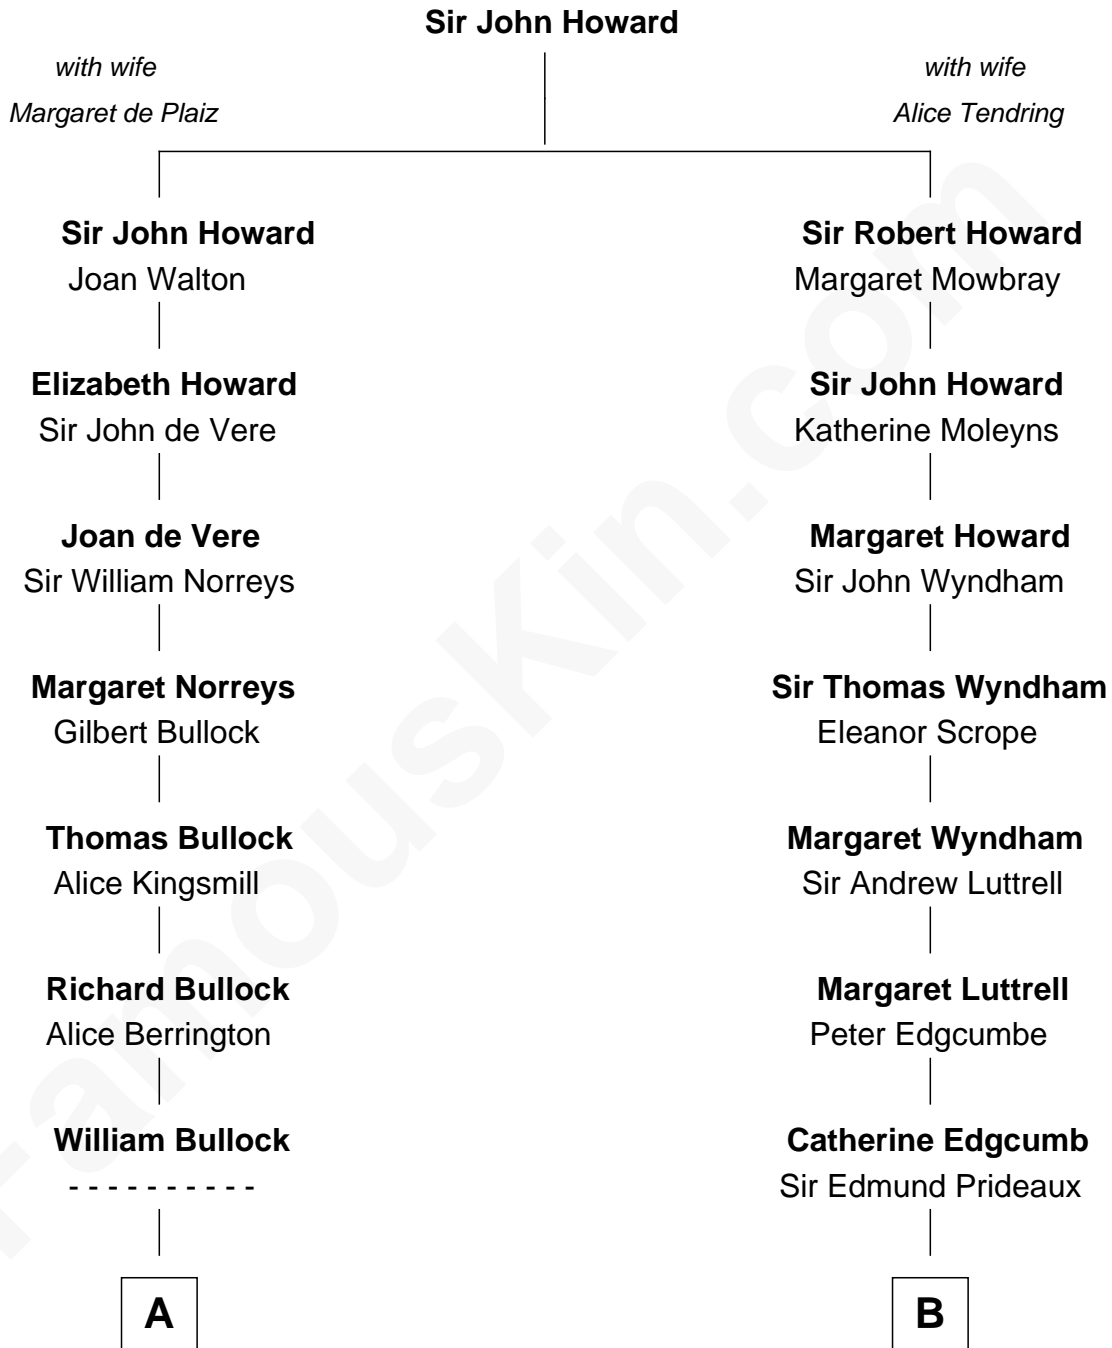 Sir John Howard
with wife
Margaret de Plaiz
with wife
Alice Tendring
Sir John Howard
Joan Walton
Sir Robert Howard
Margaret Mowbray
Elizabeth Howard
Sir John de Vere
Sir John Howard
Katherine Moleyns
Joan de Vere
Sir William Norreys
Margaret Howard
Sir John Wyndham
Margaret Norreys
Gilbert Bullock
Sir Thomas Wyndham
Eleanor Scrope
Thomas Bullock
Alice Kingsmill
Margaret Wyndham
Sir Andrew Luttrell
Richard Bullock
Alice Berrington
Margaret Luttrell
Peter Edgcumbe
William Bullock
- - - - - - - - - -
Catherine Edgcumb
Sir Edmund Prideaux
A
B
FamousKin.com